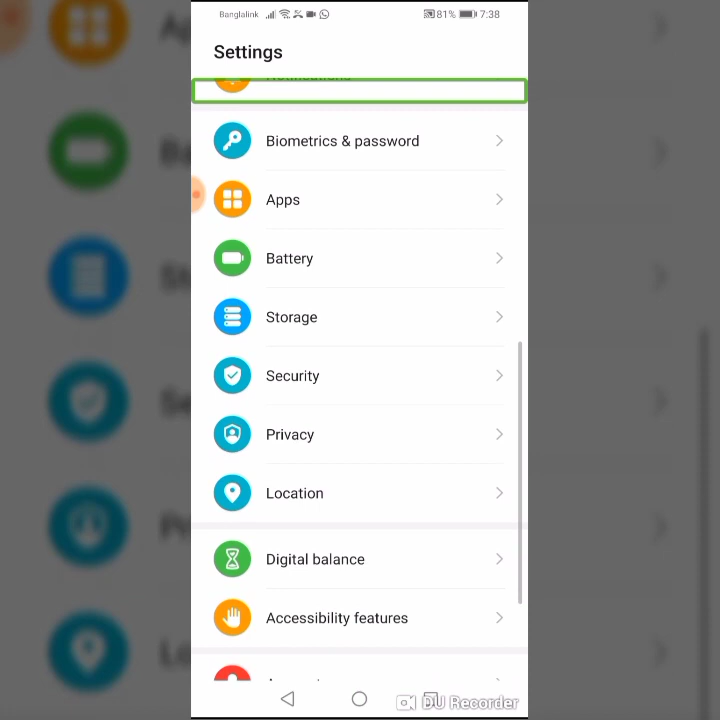 Banglalink 81% 7:38
Settings
Notifications
Biometrics & password
Apps
Battery
Storage
Security
Privacy
Location
Digital balance
Accessibility features
DU Recorder